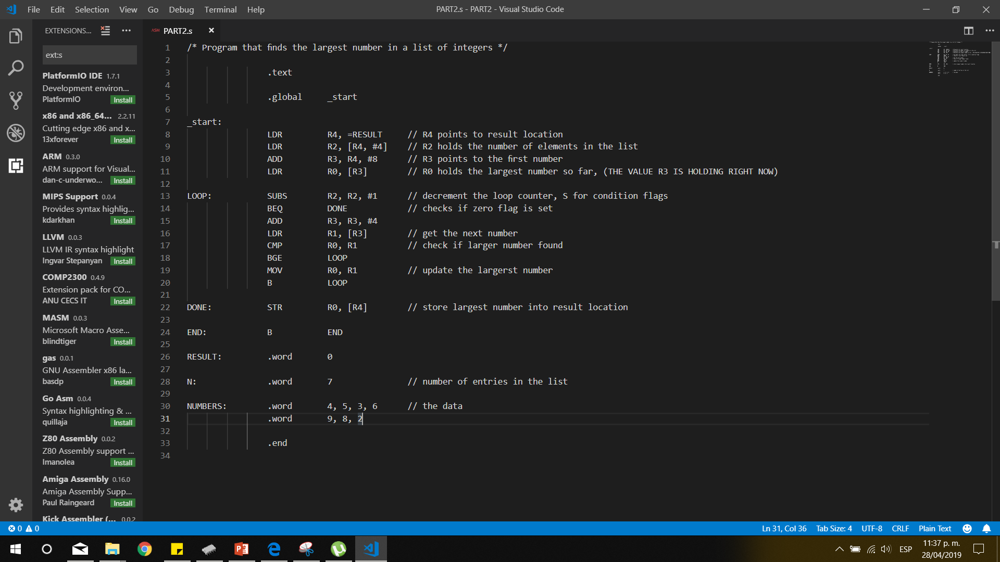 File Edit Selection View Go Debug Terminal Help
PART2.s - PART2 - Visual Studio Code
EXTENSIONS...
ext:s
PlatformIO IDE 1.7.1
Development environ...
PlatformIO Install
x86 and x86_64... 2.2.11
Cutting edge x86 and x...
13xforever Install
ARM 0.3.0
ARM support for Visual...
dan-c-underwo... Install
MIPS Support 0.0.4
Provides syntax highlig...
kdarkhan Install
LLVM 0.0.3
LLVM IR syntax highlight
Ingvar Stepanyan Install
COMP2300 0.4.9
Extension pack for CO...
ANU CECS IT Install
MASM 0.0.3
Microsoft Macro Asse...
blindtiger Install
gas 0.0.1
GNU Assembler x86 la...
basdp Install
Go Asm 0.0.4
Syntax highlighting & ...
quillaja Install
Z80 Assembly 0.0.2
Z80 Assembly support ...
Imanolea Install
Amiga Assembly 0.16.0
Amiga Assembly Supp...
Paul Raingeard Install
Kick Assembler (... 0.0.2
ASM PART2.s
1 /* Program that finds the largest number in a list of integers */
2
3 .text
4
5 .global _start
6
7 _start:
8 LDR R4, =RESULT // R4 points to result location
9 LDR R2, [R4, #4] // R2 holds the number of elements in the list
10 ADD R3, R4, #8 // R3 points to the first number
11 LDR R0, [R3] // R0 holds the largest number so far, (THE VALUE R3 IS HOLDING RIGHT NOW)
12
13 LOOP: SUBS R2, R2, #1 // decrement the loop counter, S for condition flags
14 BEQ DONE // checks if zero flag is set
15 ADD R3, R3, #4
16 LDR R1, [R3] // get the next number
17 CMP R0, R1 // check if larger number found
18 BGE LOOP
19 MOV R0, R1 // update the largerst number
20 B LOOP
21
22 DONE: STR R0, [R4] // store largest number into result location
23
24 END: B END
25
26 RESULT: .word 0
27
28 N: .word 7 // number of entries in the list
29
30 NUMBERS: .word 4, 5, 3, 6 // the data
31 .word 9, 8, 2
32
33 .end
34
0 0
Ln 31, Col 36 Tab Size: 4 UTF-8 CRLF Plain Text
ESP
11:37 p. m.
28/04/2019